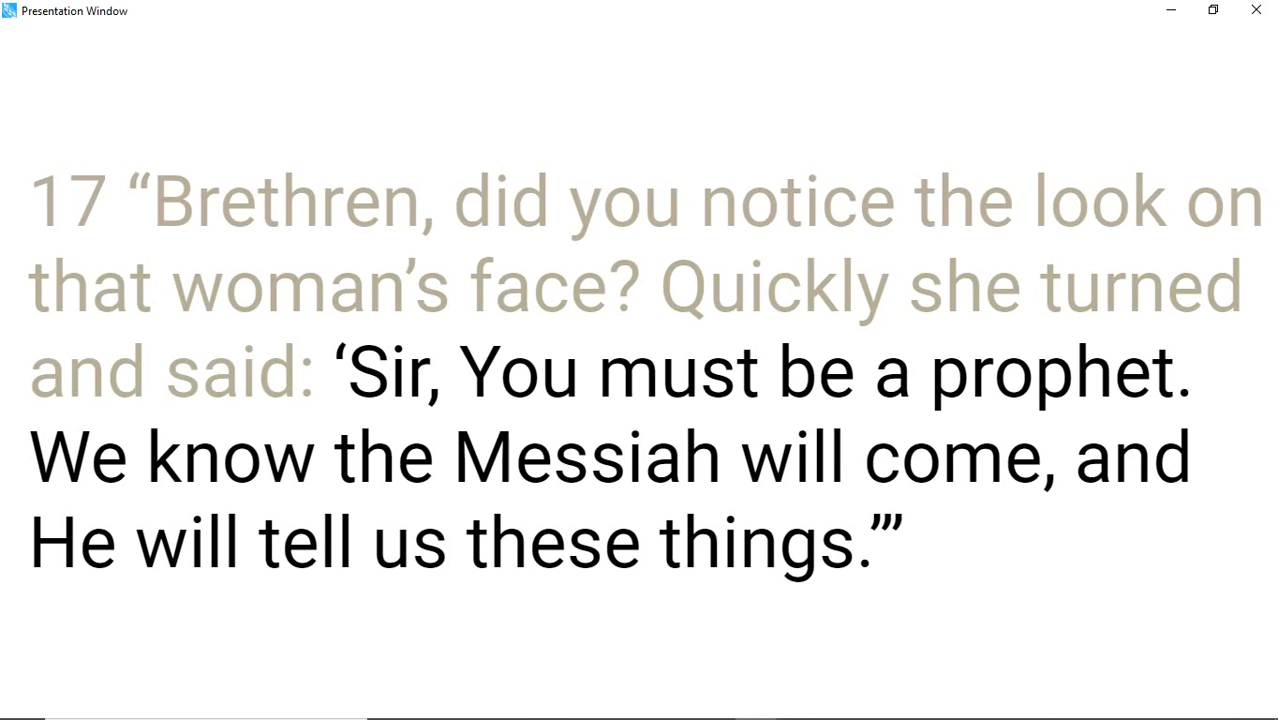 Presentation Window
17 “Brethren, did you notice the look on
that woman’s face? Quickly she turned
and said: ‘Sir, You must be a prophet.
We know the Messiah will come, and
He will tell us these things.’”